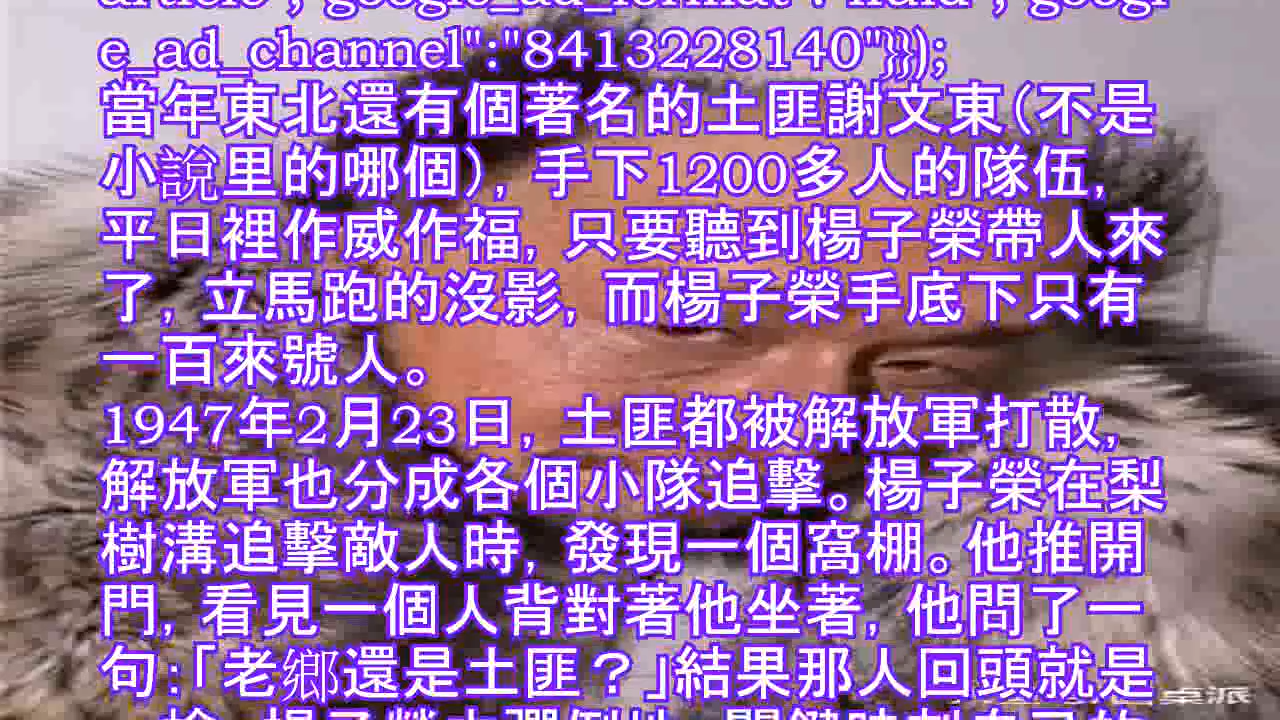 e_ad_channel":"8413228140"}});
當年東北還有個著名的土匪謝文東(不是
小說里的哪個), 手下1200多人的隊伍,
平日裡作威作福, 只要聽到楊子榮帶人來
了, 立馬跑的沒影, 而楊子榮手底下只有
一百來號人。
1947年2月23日, 土匪都被解放軍打散,
解放軍也分成各個小隊追擊。楊子榮在梨
樹溝追擊敵人時, 發現一個窩棚。他推開
門, 看見一個人背對著他坐著, 他問了一
句:「老鄉還是土匪？」結果那人回頭就是